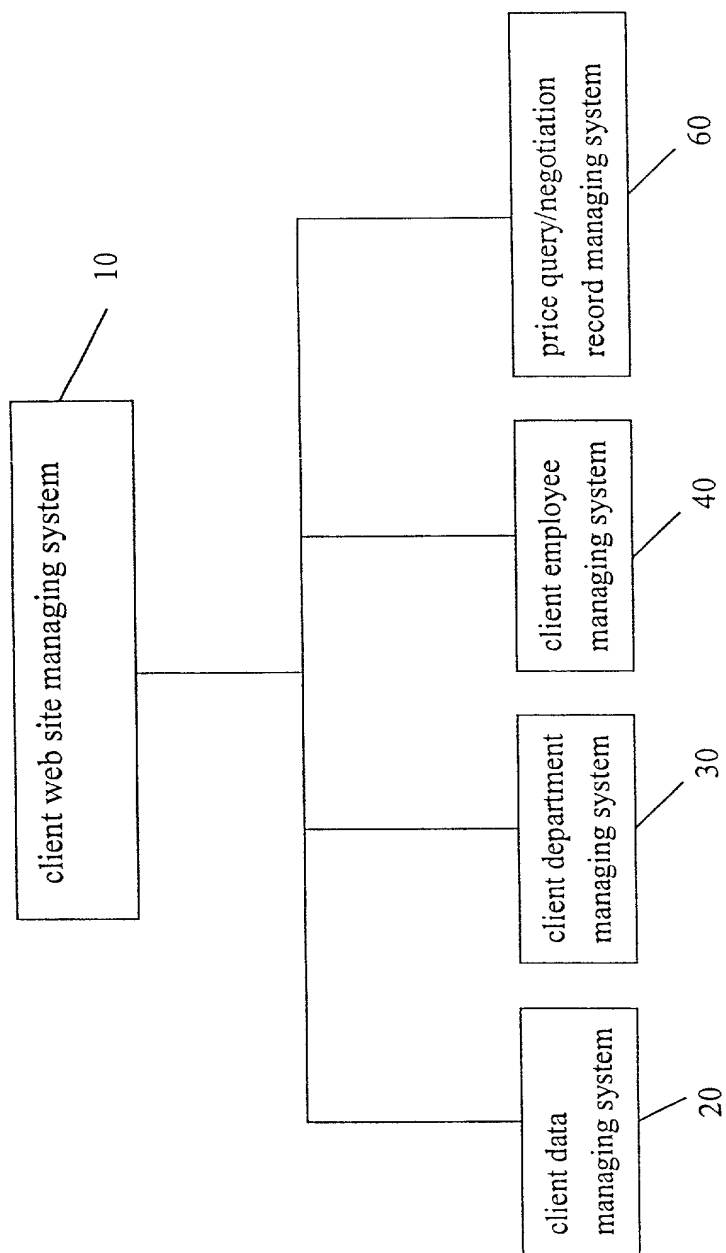 client web site managing system
10
client data
managing system
20
client department
managing system
30
client employee
managing system
40
price query/negotiation
record managing system
60